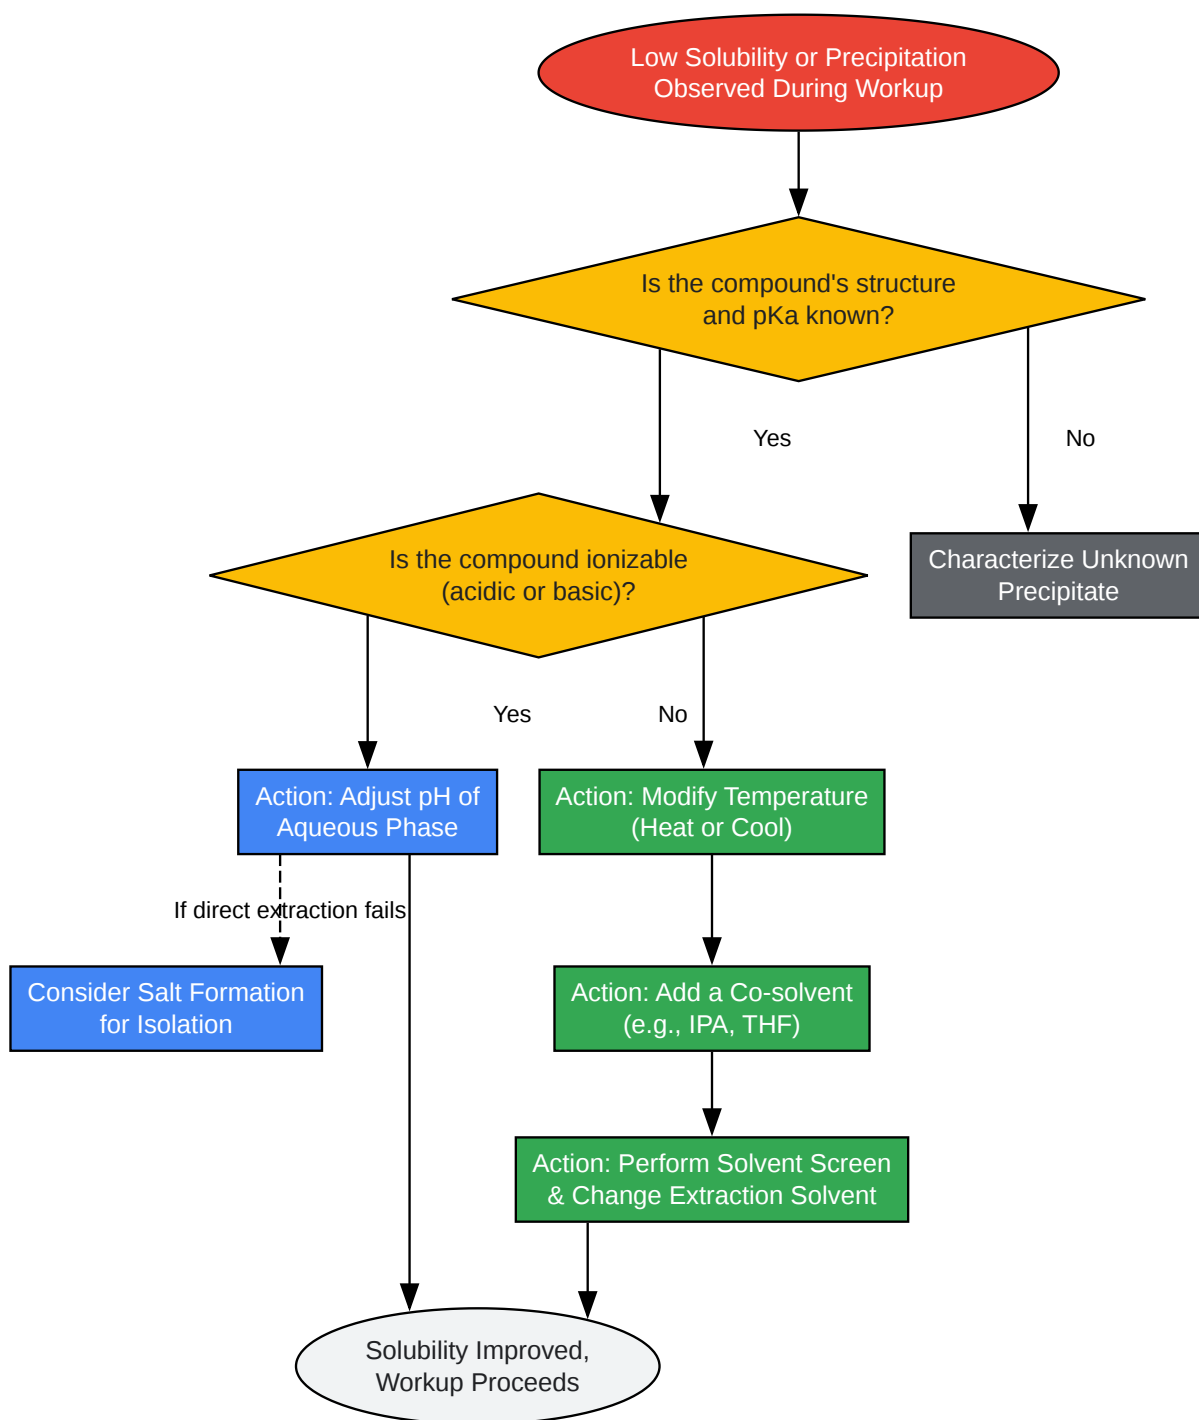 Low Solubility or Precipitation
Observed During Workup
Is the compound's structure
and pKa known?
Yes
No
Is the compound ionizable
(acidic or basic)?
Characterize Unknown
Precipitate
Yes
No
Action: Adjust pH of
Aqueous Phase
Action: Modify Temperature
(Heat or Cool)
If direct extraction fails
Consider Salt Formation
for Isolation
Action: Add a Co-solvent
(e.g., IPA, THF)
Action: Perform Solvent Screen
& Change Extraction Solvent
Solubility Improved,
Workup Proceeds